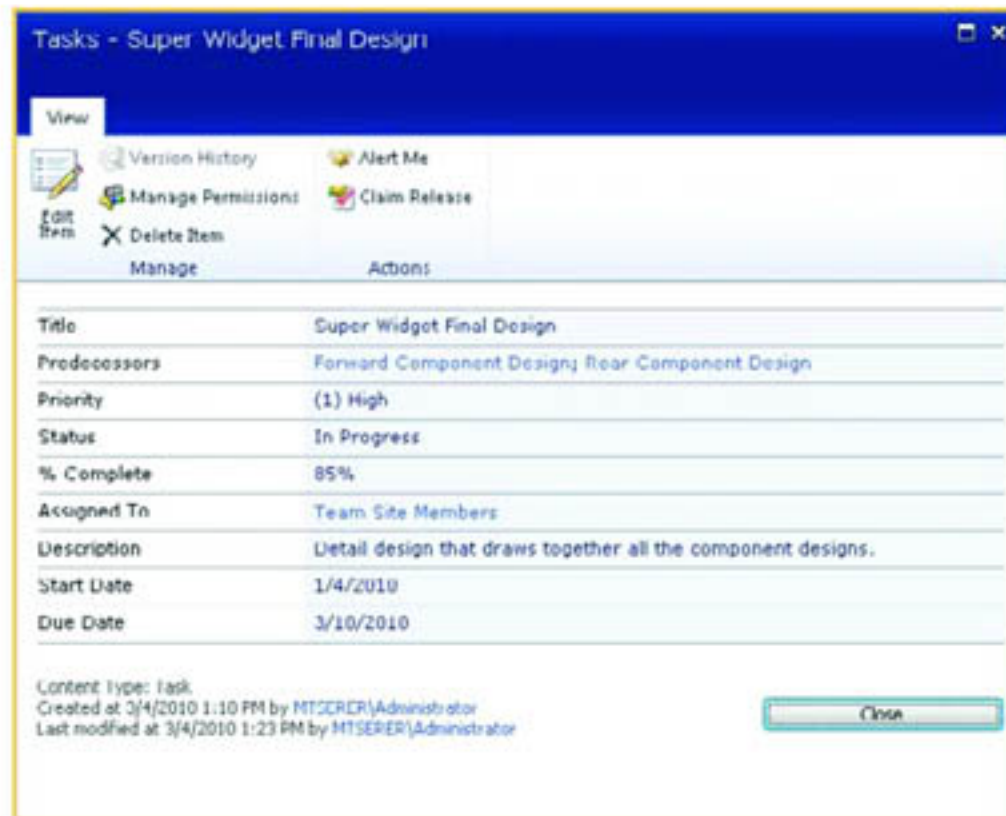 Tasks - Super Widget Final Design
View
Edit Item
Version History
Manage Permissions
Delete Item
Manage
Alert Me
Claim Release
Actions
Title Super Widget Final Design
Predecessors Forward Component Design; Rear Component Design
Priority (1) High
Status In Progress
% Complete 85%
Assigned To Team Site Members
Description Detail design that draws together all the component designs.
Start Date 1/4/2010
Due Date 3/10/2010
Content Type: Task
Created at 3/4/2010 1:10 PM by MTSERER\Administrator
Last modified at 3/4/2010 1:23 PM by MTSERER\Administrator
Close